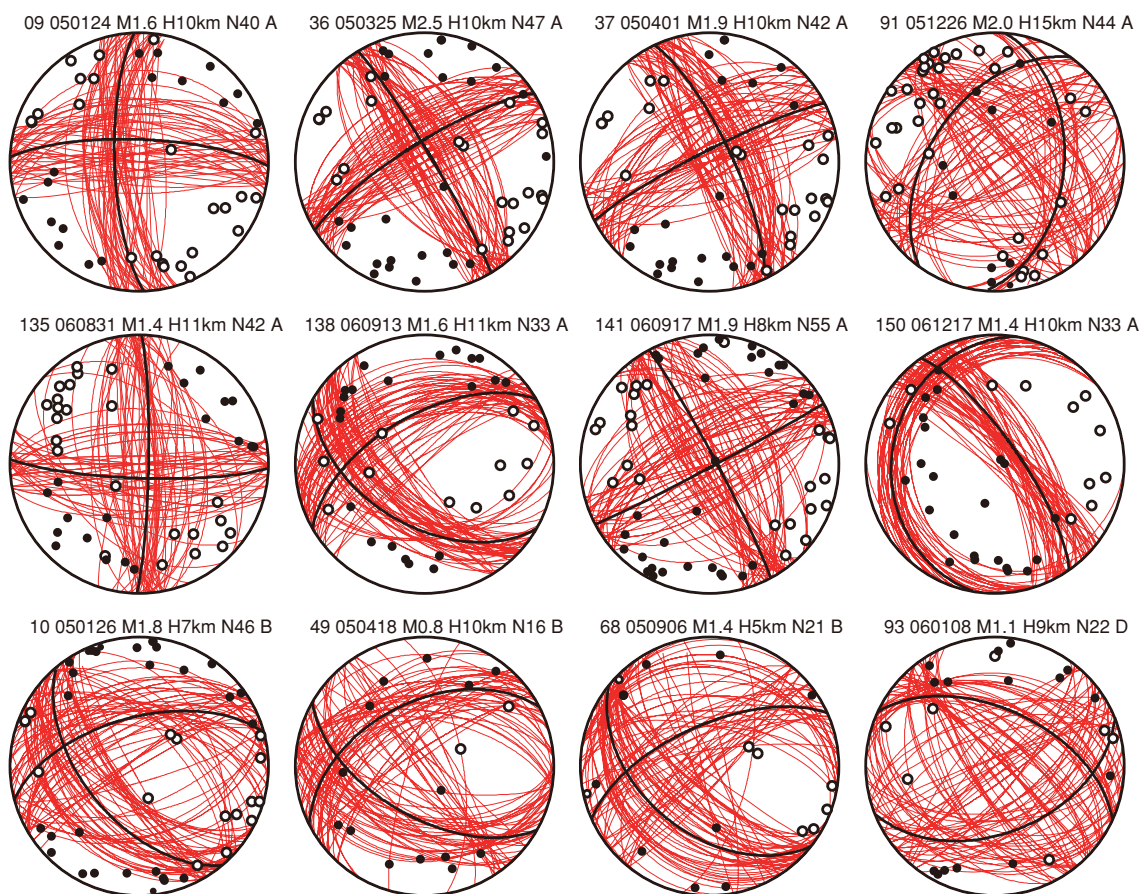 09 050124 M1.6 H10km N40 A
36 050325 M2.5 H10km N47 A
37 050401 M1.9 H10km N42 A
91 051226 M2.0 H15km N44 A
135 060831 M1.4 H11km N42 A
138 060913 M1.6 H11km N33 A
141 060917 M1.9 H8km N55 A
150 061217 M1.4 H10km N33 A
10 050126 M1.8 H7km N46 B
49 050418 M0.8 H10km N16 B
68 050906 M1.4 H5km N21 B
93 060108 M1.1 H9km N22 D